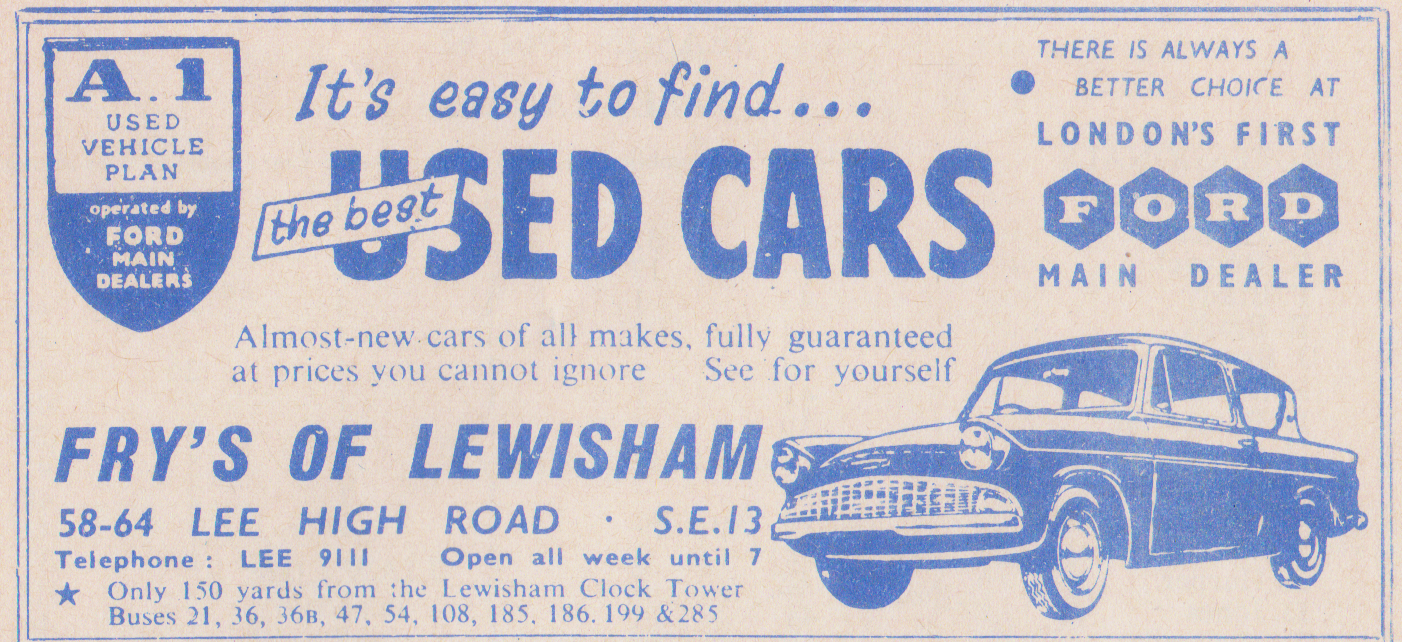 A.1
USED
VEHICLE
PLAN
operated by
FORD
MAIN
DEALERS
It's easy to find...
the best
USED CARS
THERE IS ALWAYS A
● BETTER CHOICE AT
LONDON'S FIRST
FORD
MAIN DEALER
Almost-new cars of all makes, fully guaranteed
at prices you cannot ignore See for yourself
FRY'S OF LEWISHAM
58-64 LEE HIGH ROAD · S.E.13
Telephone: LEE 9111 Open all week until 7
★ Only 150 yards from the Lewisham Clock Tower
Buses 21, 36, 36B, 47, 54, 108, 185. 186. 199 & 285